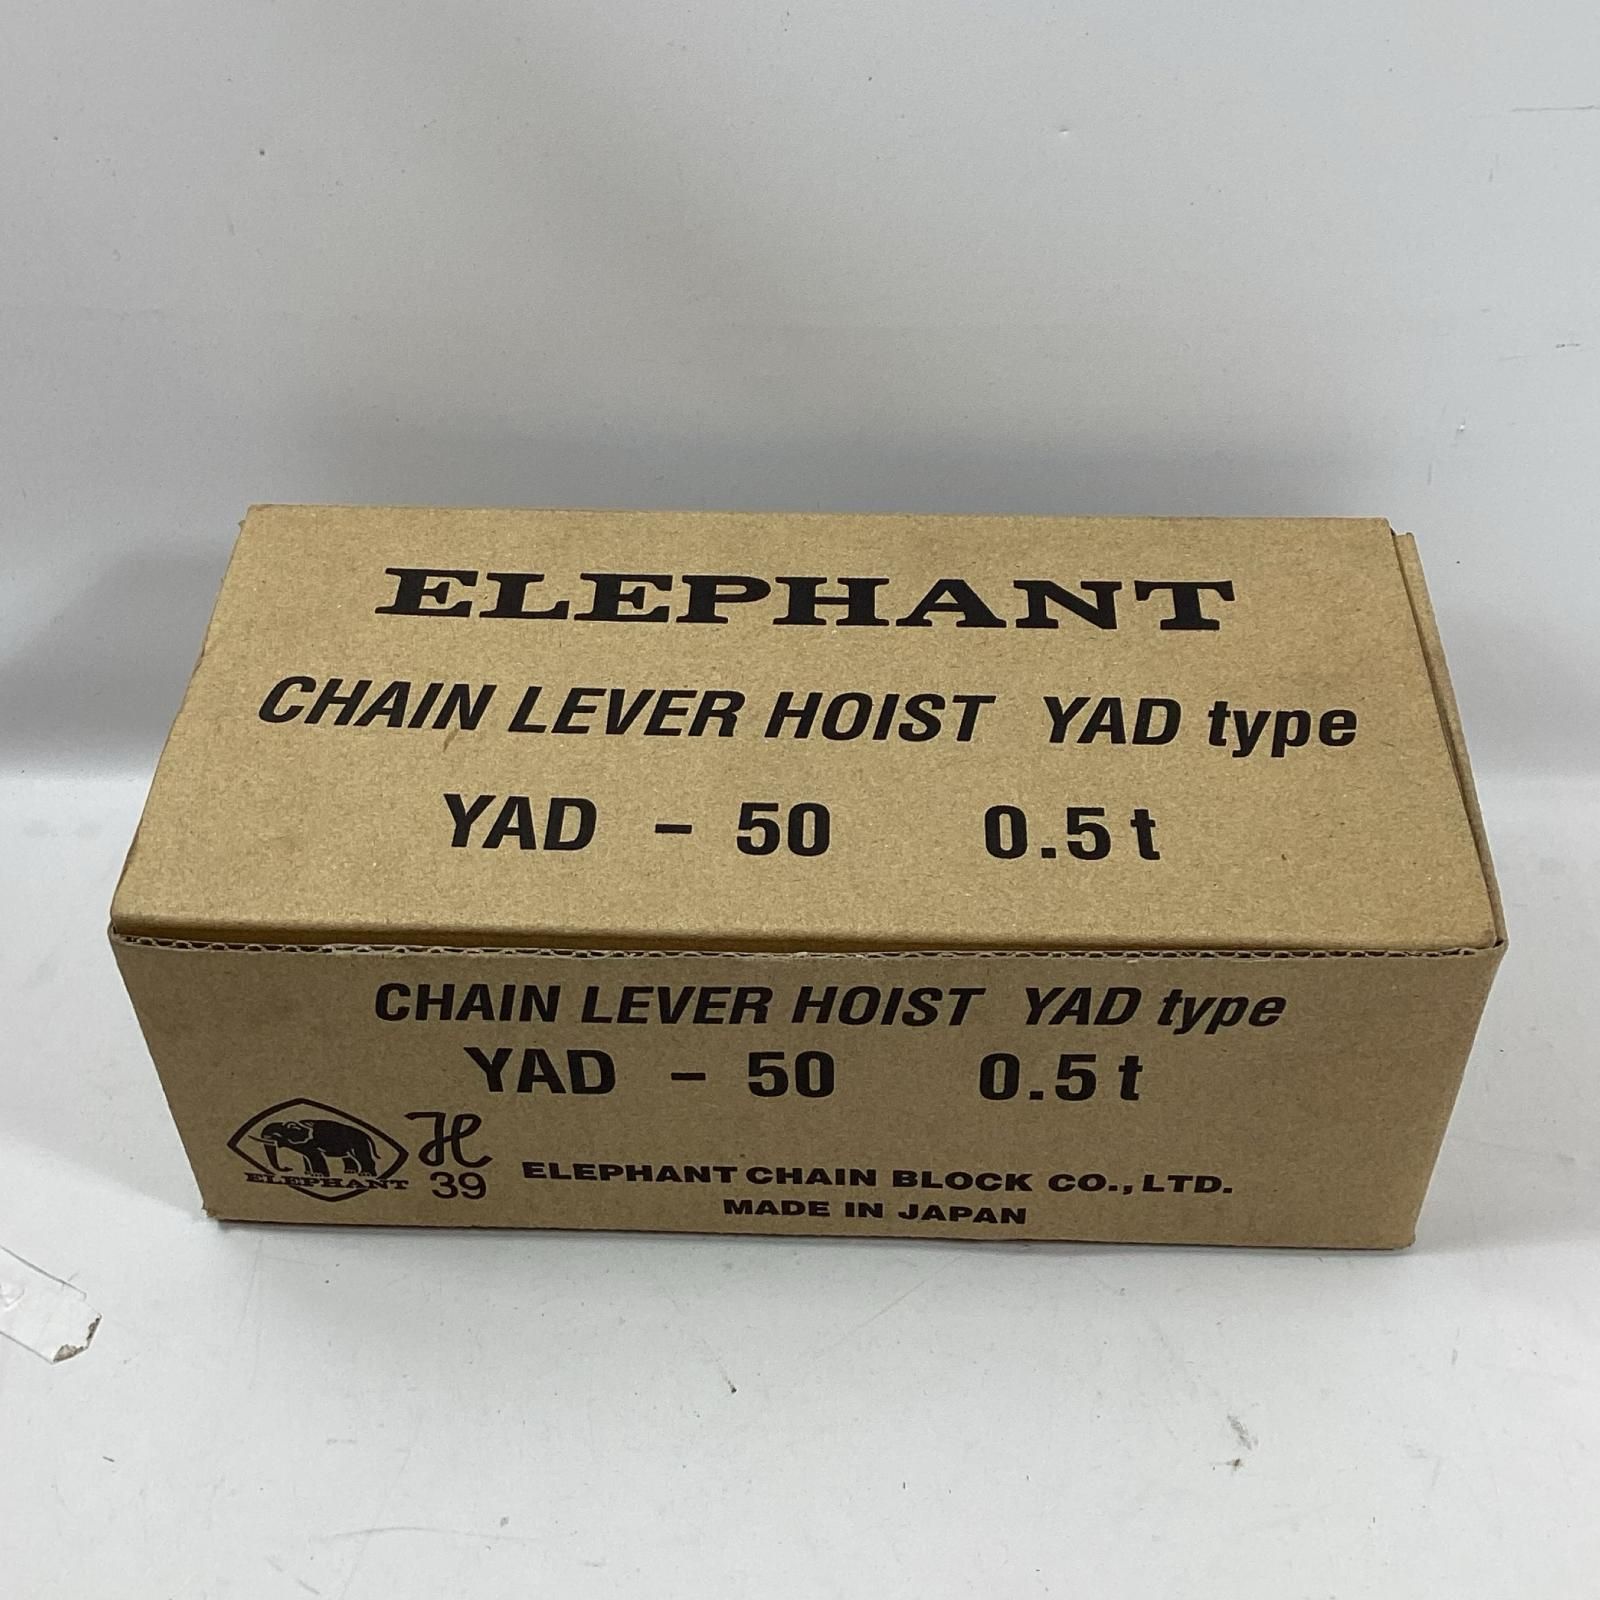 ELEPHANT
CHAIN LEVER HOIST YAD type
YAD - 50 0.5t
CHAIN LEVER HOIST YAD type
YAD - 50 0.5t
ELEPHANT
H
39
ELEPHANT CHAIN BLOCK CO.,LTD.
MADE IN JAPAN